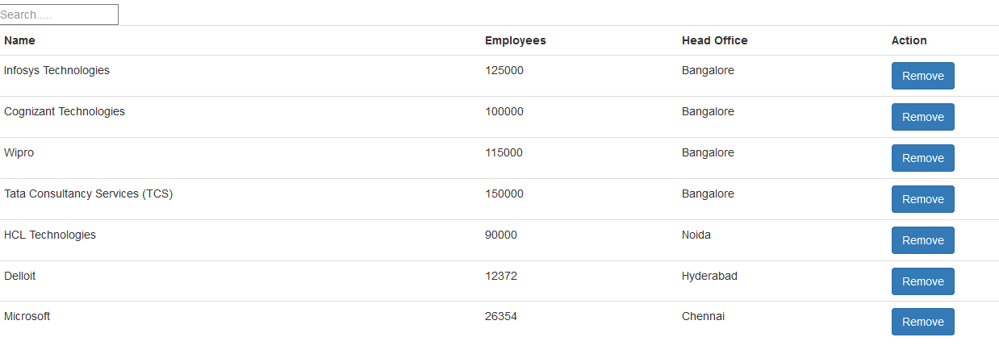 Search.....
Name Employees Head Office Action
Infosys Technologies 125000 Bangalore Remove
Cognizant Technologies 100000 Bangalore Remove
Wipro 115000 Bangalore Remove
Tata Consultancy Services (TCS) 150000 Bangalore Remove
HCL Technologies 90000 Noida Remove
Delloit 12372 Hyderabad Remove
Microsoft 26354 Chennai Remove